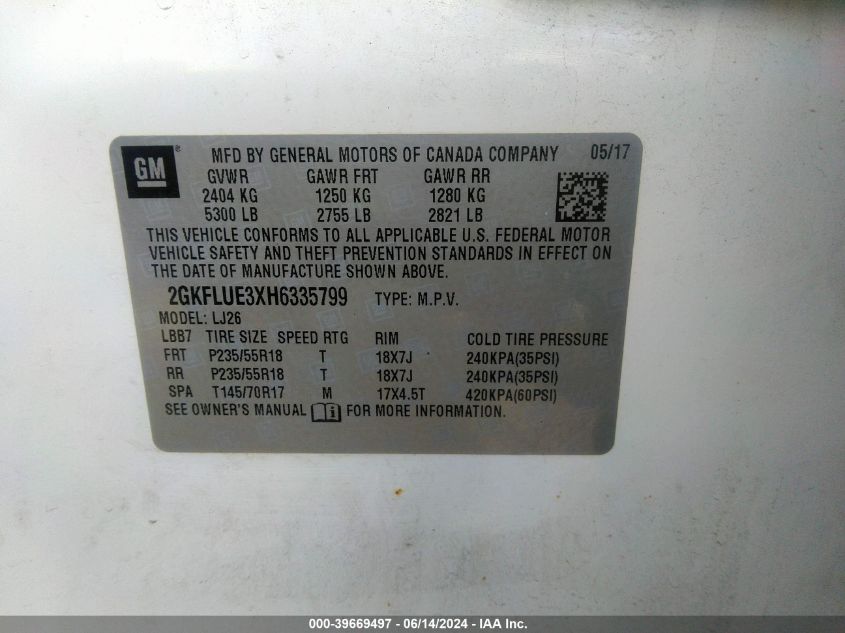 GM ® MFD BY GENERAL MOTORS OF CANADA COMPANY 05/17
GVWR GAWR FRT GAWR RR
2404 KG 1250 KG 1280 KG
5300 LB 2755 LB 2821 LB
THIS VEHICLE CONFORMS TO ALL APPLICABLE U.S. FEDERAL MOTOR
VEHICLE SAFETY AND THEFT PREVENTION STANDARDS IN EFFECT ON
THE DATE OF MANUFACTURE SHOWN ABOVE.
2GKFLUE3XH6335799 TYPE: M.P.V.
MODEL: LJ26
LBB7 TIRE SIZE SPEED RTG RIM COLD TIRE PRESSURE
FRT P235/55R18 T 18X7J 240KPA(35PSI)
RR P235/55R18 T 18X7J 240KPA(35PSI)
SPA T145/70R17 M 17X4.5T 420KPA(60PSI)
SEE OWNER'S MANUAL FOR MORE INFORMATION.
000-39669497 - 06/14/2024 - IAA Inc.